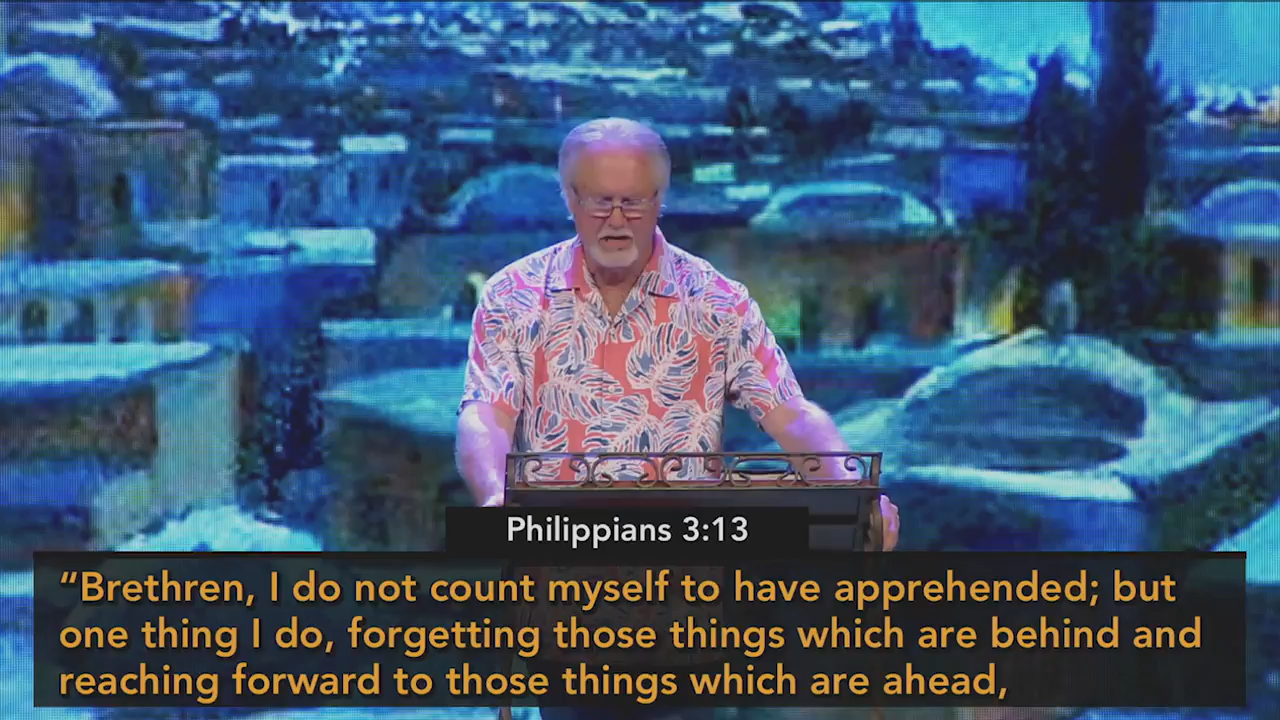 Philippians 3:13
“Brethren, I do not count myself to have apprehended; but
one thing I do, forgetting those things which are behind and
reaching forward to those things which are ahead,